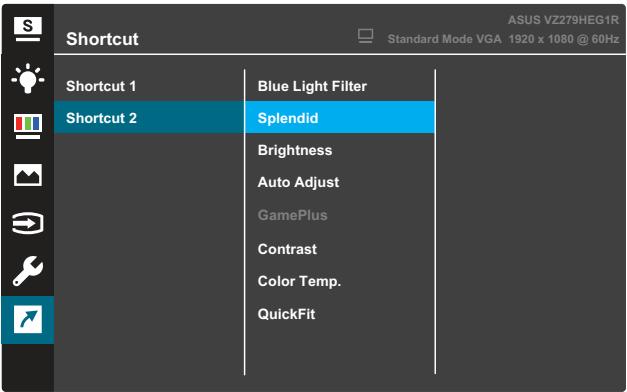 S
ASUS VZ279HEG1R
Shortcut
Standard Mode VGA 1920 x 1080 @ 60Hz
Shortcut 1
Shortcut 2
Blue Light Filter
Splendid
Brightness
Auto Adjust
GamePlus
Contrast
Color Temp.
QuickFit